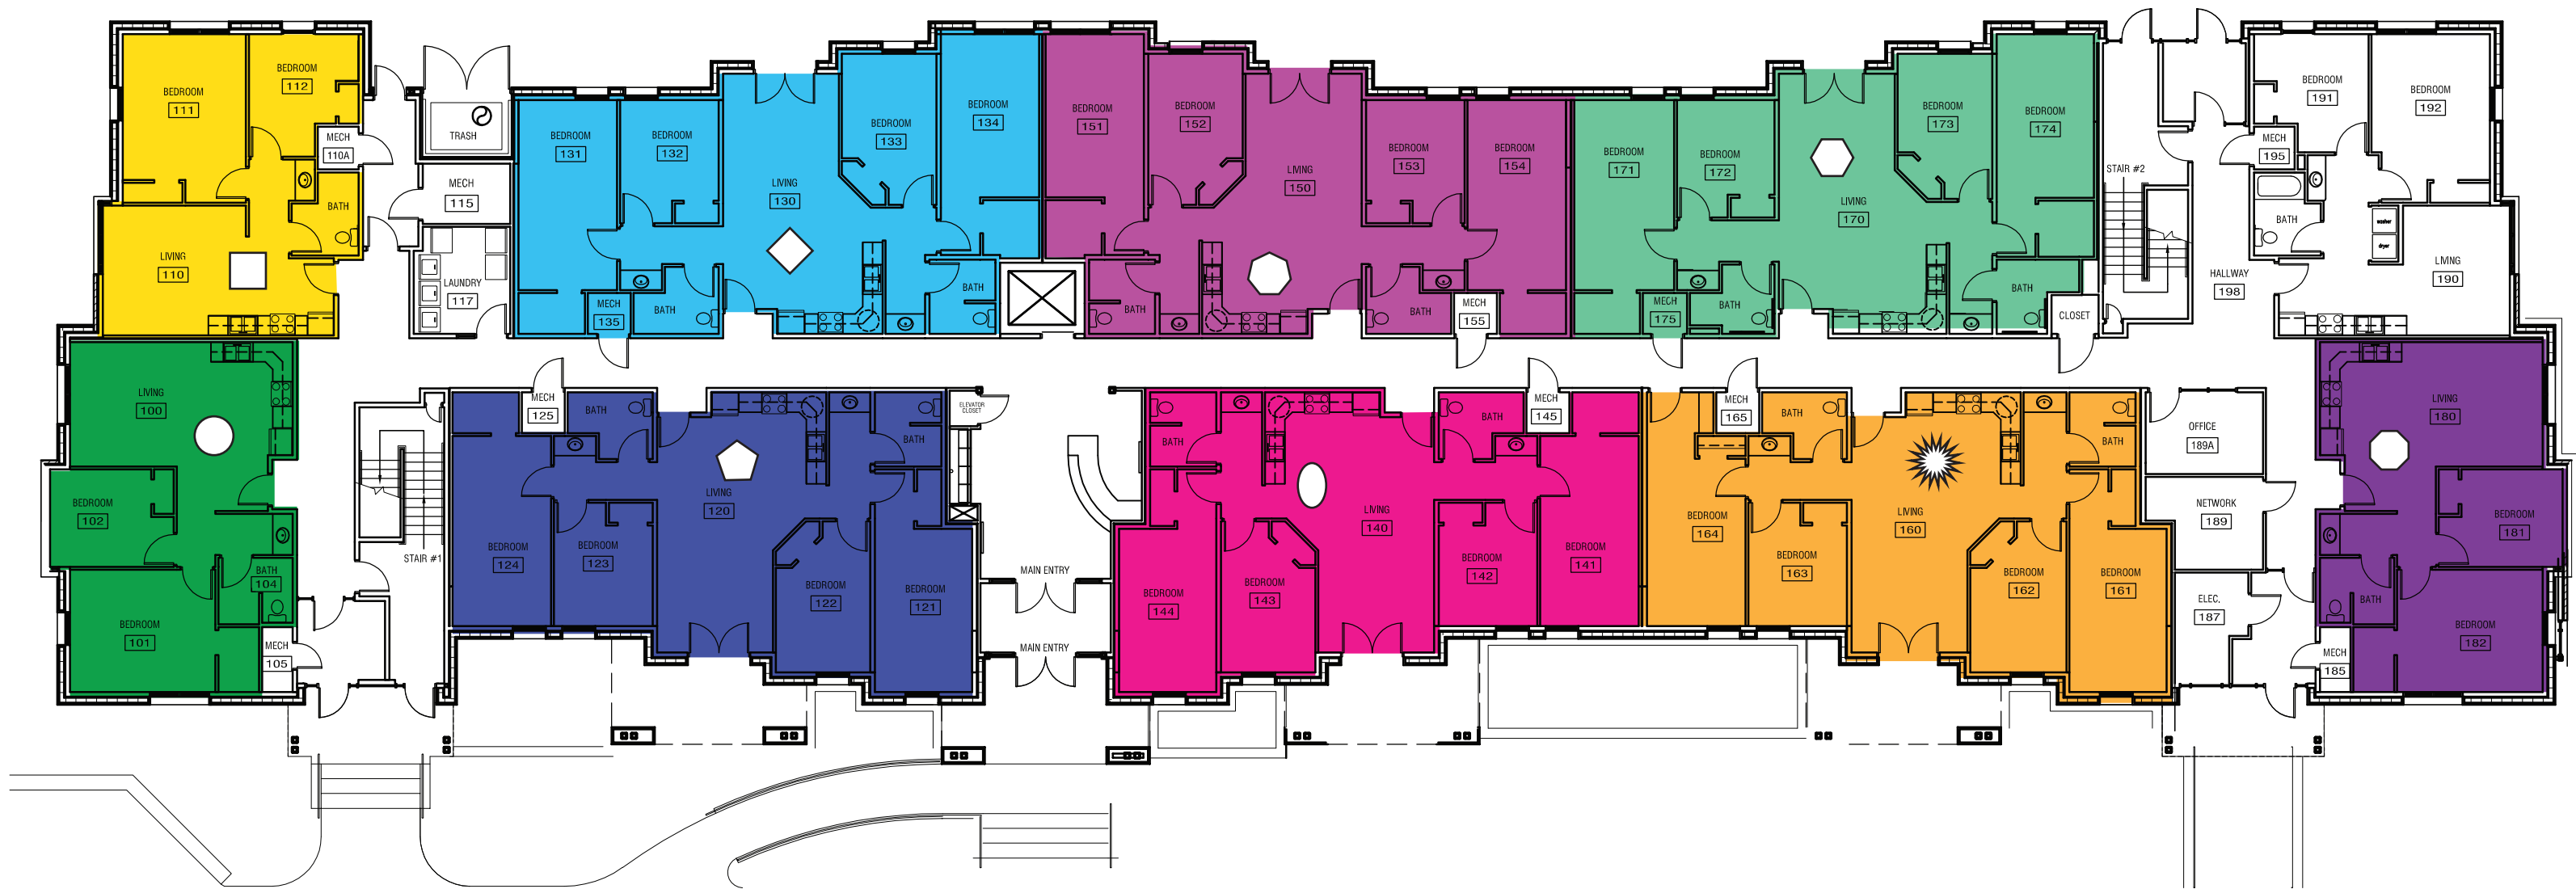 BEDROOM
111
BEDROOM
112
MECH
110A
BATH
LIVING
110
TRASH
MECH
115
LAUNDRY
117
BEDROOM
131
BEDROOM
132
LIVING
130
BEDROOM
133
BEDROOM
134
MECH
135
BATH
BATH
BEDROOM
151
BEDROOM
152
LIVING
150
BEDROOM
153
BEDROOM
154
BATH
BATH
MECH
155
BEDROOM
171
BEDROOM
172
LIVING
170
BEDROOM
173
BEDROOM
174
MECH
175
BATH
BATH
CLOSET
STAIR #2
HALLWAY
198
BEDROOM
191
BEDROOM
192
MECH
195
BATH
washer
dryer
LIVING
190
LIVING
100
BEDROOM
102
BATH
104
BEDROOM
101
MECH
105
STAIR #1
MECH
125
BATH
BATH
LIVING
120
BEDROOM
124
BEDROOM
123
BEDROOM
122
BEDROOM
121
ELEVATOR
CLOSET
MAIN ENTRY
MAIN ENTRY
BATH
BATH
MECH
145
LIVING
140
BEDROOM
144
BEDROOM
143
BEDROOM
142
BEDROOM
141
MECH
165
BATH
BATH
BEDROOM
164
BEDROOM
163
LIVING
160
BEDROOM
162
BEDROOM
161
OFFICE
189A
NETWORK
189
ELEC.
187
LIVING
180
BEDROOM
181
BATH
BEDROOM
182
MECH
185